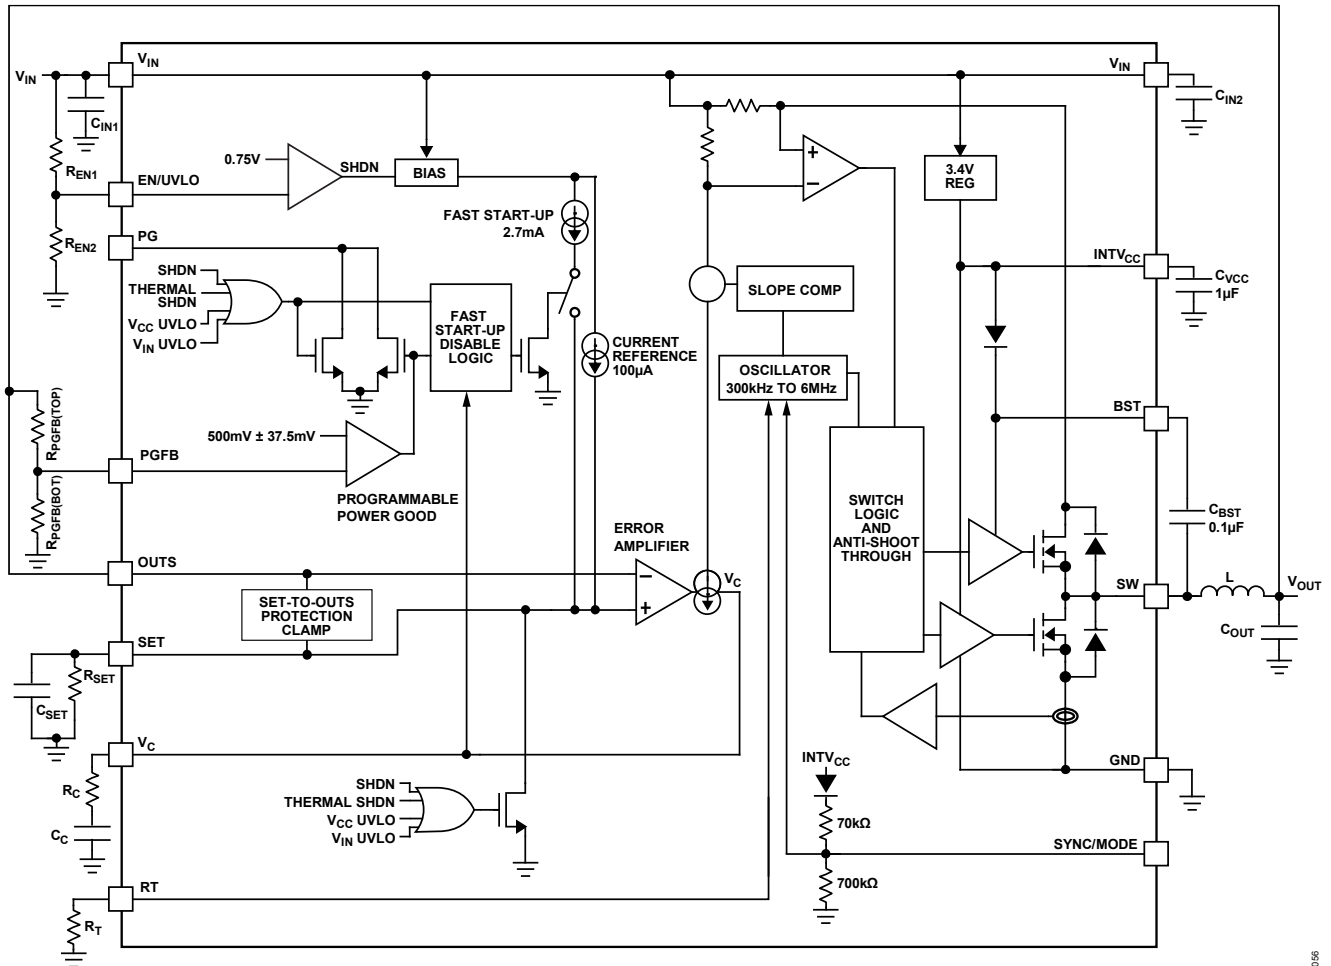 VIN
VIN
VIN
CIN1
CIN2
REN1
0.75V
SHDN
BIAS
3.4V
REG
EN/UVLO
FAST START-UP
2.7mA
REN2
PG
INTVCC
CVCC
1µF
SHDN
THERMAL
SHDN
VCC UVLO
VIN UVLO
FAST
START-UP
DISABLE
LOGIC
SLOPE COMP
CURRENT
REFERENCE
100µA
OSCILLATOR
300kHz TO 6MHz
BST
RPGFB(TOP)
500mV ± 37.5mV
PGFB
RPGFB(BOT)
PROGRAMMABLE
POWER GOOD
SWITCH
LOGIC
AND
ANTI-SHOOT
THROUGH
CBST
0.1µF
ERROR
AMPLIFIER
OUTS
VC
SW
L
VOUT
SET-TO-OUTS
PROTECTION
CLAMP
COUT
SET
RSET
CSET
VC
GND
RC
CC
SHDN
THERMAL SHDN
VCC UVLO
VIN UVLO
INTVCC
70kΩ
SYNC/MODE
700kΩ
RT
RT
056